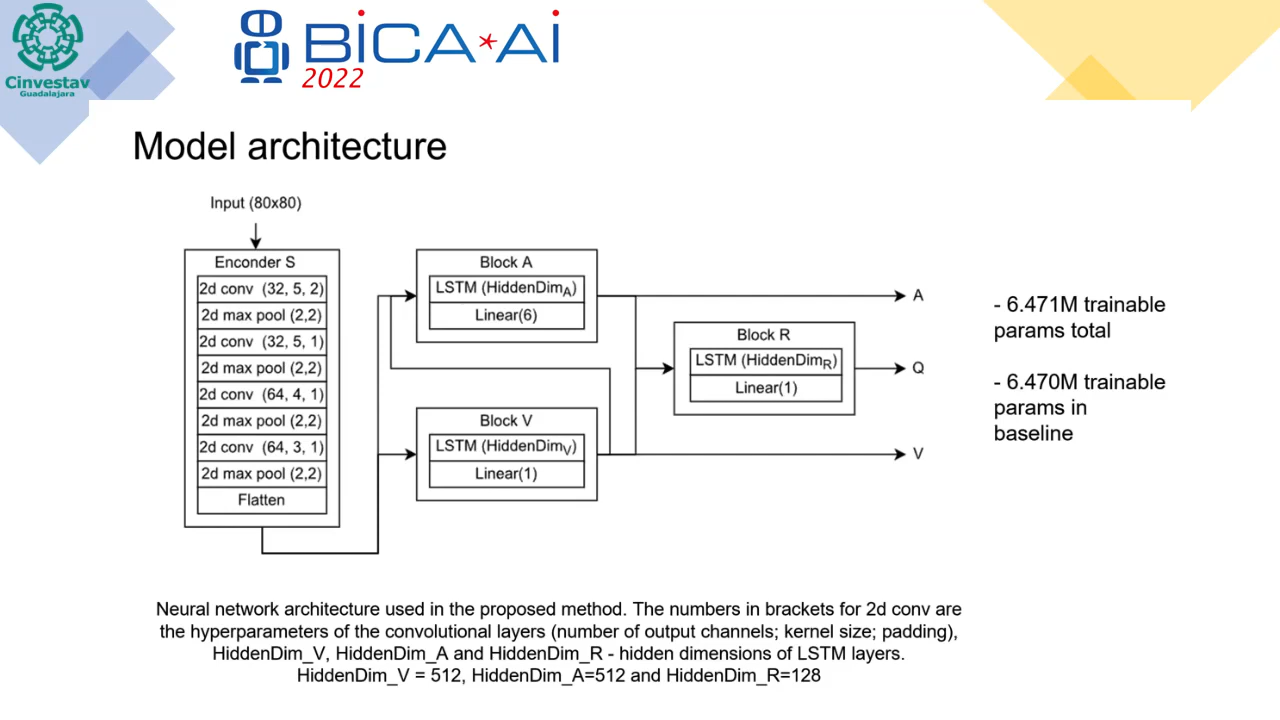 Cinvestav
Guadalajara
BiCA*Ai
2022
Model architecture
Input (80x80)
Enconder S
2d conv (32, 5, 2)
2d max pool (2,2)
2d conv (32, 5, 1)
2d max pool (2,2)
2d conv (64, 4, 1)
2d max pool (2,2)
2d conv (64, 3, 1)
2d max pool (2,2)
Flatten
Block A
LSTM (HiddenDimA)
Linear(6)
Block V
LSTM (HiddenDimV)
Linear(1)
Block R
LSTM (HiddenDimR)
Linear(1)
A
Q
V
- 6.471M trainable
params total
- 6.470M trainable
params in
baseline
Neural network architecture used in the proposed method. The numbers in brackets for 2d conv are
the hyperparameters of the convolutional layers (number of output channels; kernel size; padding),
HiddenDim_V, HiddenDim_A and HiddenDim_R - hidden dimensions of LSTM layers.
HiddenDim_V = 512, HiddenDim_A=512 and HiddenDim_R=128